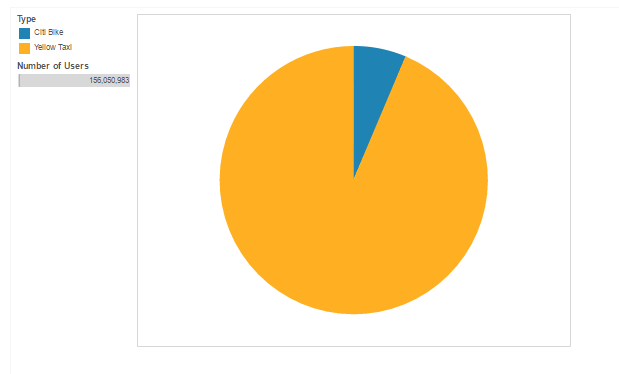 Type
Citi Bike
Yellow Taxi
Number of Users
156,050,983